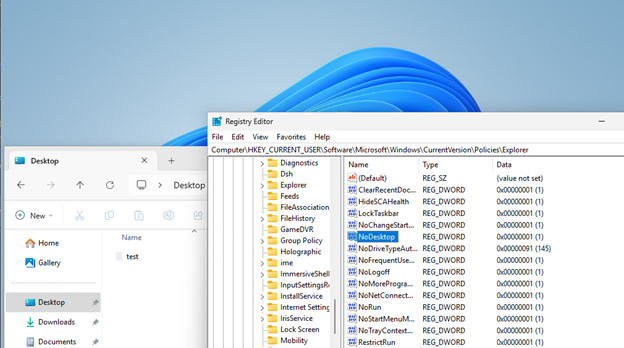 Registry Editor
File Edit View Favorites Help
Computer\HKEY_CURRENT_USER\Software\Microsoft\Windows\CurrentVersion\Policies\Explorer
Desktop
Desktop
New
Home
Gallery
Desktop
Downloads
Documents
Name
test
Diagnostics
Dsh
Explorer
Feeds
FileAssociation
FileHistory
GameDVR
Group Policy
Holographic
ime
ImmersiveShell
InputSettingsRe
InstallService
Internet Setting
IrisService
Lock Screen
Mobility
Name Type Data
(Default) REG_SZ (value not set)
ClearRecentDoc... REG_DWORD 0x00000001 (1)
HideSCAHealth REG_DWORD 0x00000001 (1)
LockTaskbar REG_DWORD 0x00000001 (1)
NoChangeStart... REG_DWORD 0x00000001 (1)
NoDesktop REG_DWORD 0x00000001 (1)
NoDriveTypeAut... REG_DWORD 0x00000091 (145)
NoFrequentUse... REG_DWORD 0x00000001 (1)
NoLogoff REG_DWORD 0x00000001 (1)
NoMoreProgram... REG_DWORD 0x00000001 (1)
NoNetConnect... REG_DWORD 0x00000001 (1)
NoRun REG_DWORD 0x00000001 (1)
NoStartMenuM... REG_DWORD 0x00000001 (1)
NoTrayContext... REG_DWORD 0x00000001 (1)
RestrictRun REG_DWORD 0x00000001 (1)